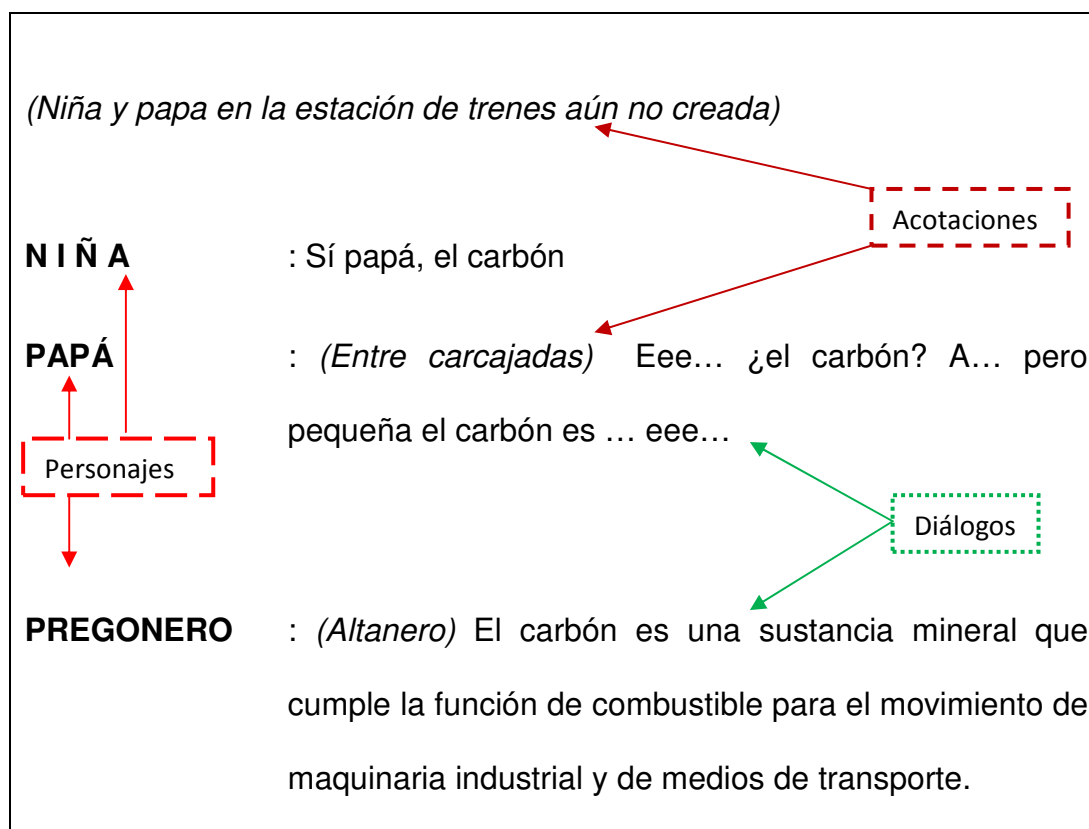 (Niña y papa en la estación de trenes aún no creada)
Acotaciones
N I Ñ A : Sí papá, el carbón
PAPÁ : (Entre carcajadas) Eee… ¿el carbón? A… pero
pequeña el carbón es … eee…
Personajes
Diálogos
PREGONERO : (Altanero) El carbón es una sustancia mineral que
cumple la función de combustible para el movimiento de
maquinaria industrial y de medios de transporte.